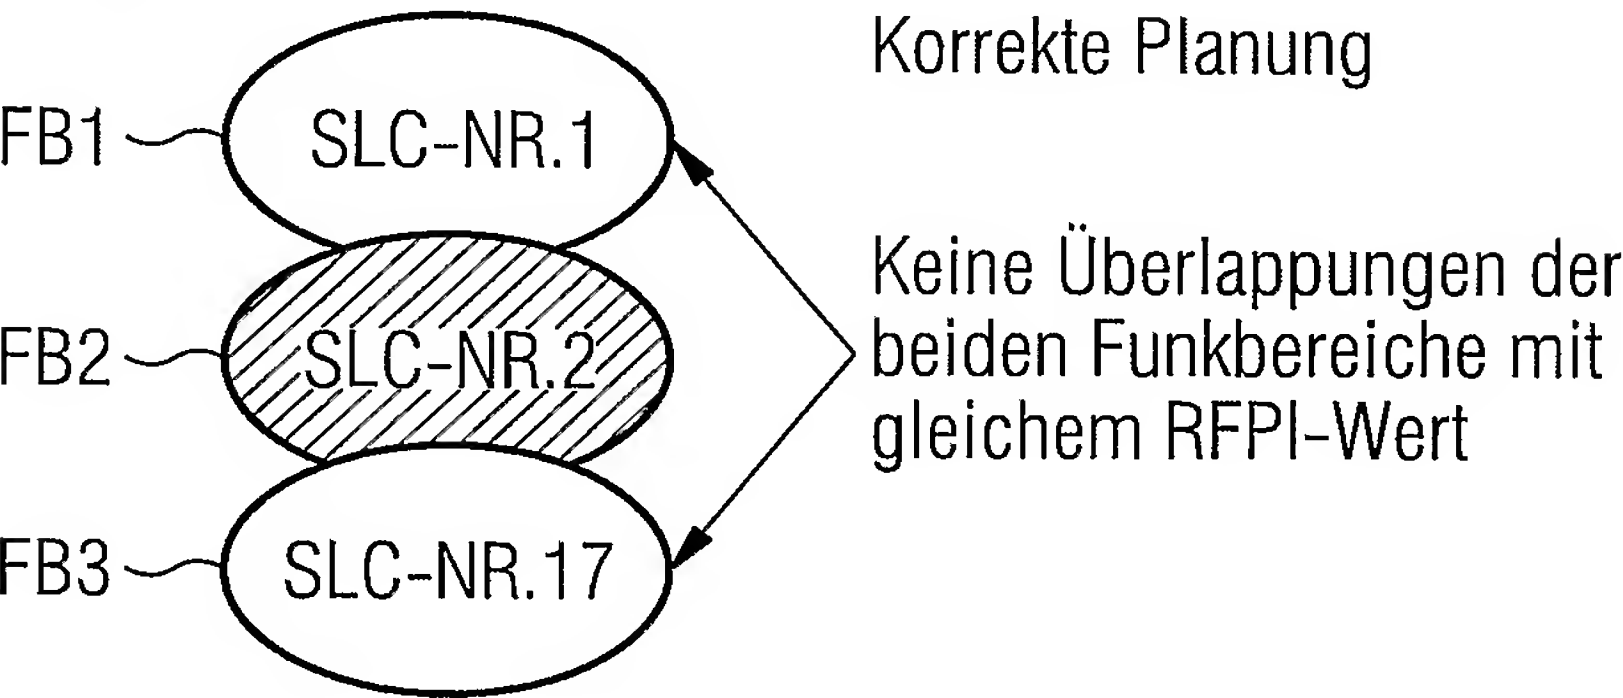 Korrekte Planung
FB1
SLC-NR.1
Keine Überlappungen der
beiden Funkbereiche mit
gleichem RFPI-Wert
FB2
SLC-NR.2
FB3
SLC-NR.17